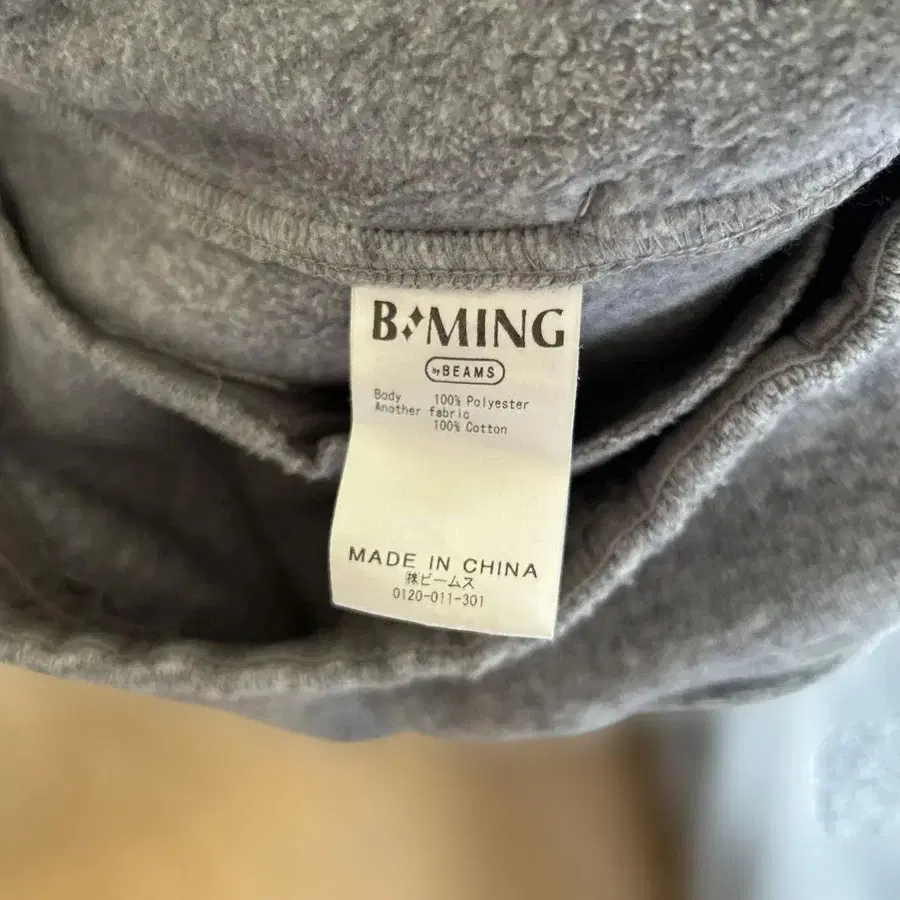 B MING
by BEAMS
Body 100% Polyester
Another fabric
100% Cotton
MADE IN CHINA
㈱ビームス
0120-011-301